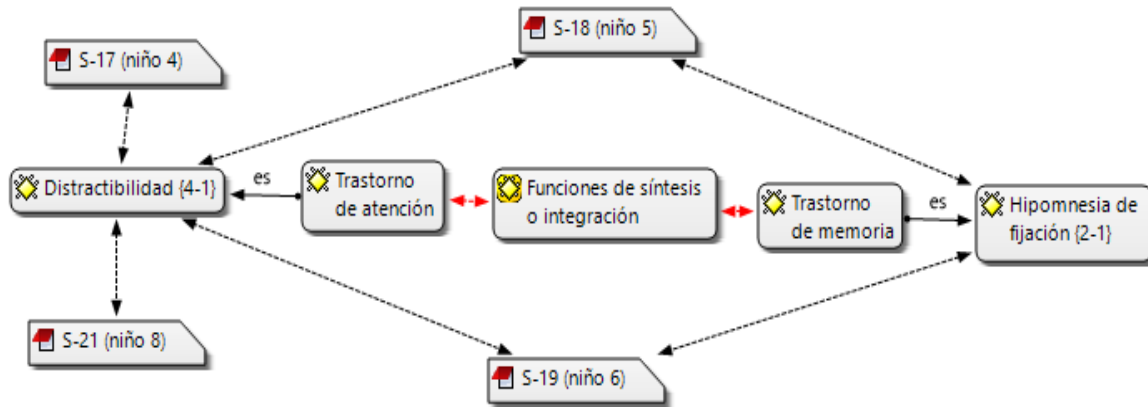 S-18 (niño 5)
S-17 (niño 4)
Distractibilidad {4-1}
es
Trastorno
de atención
Funciones de síntesis
o integración
Trastorno
de memoria
es
Hipomnesia de
fijación {2-1}
S-21 (niño 8)
S-19 (niño 6)